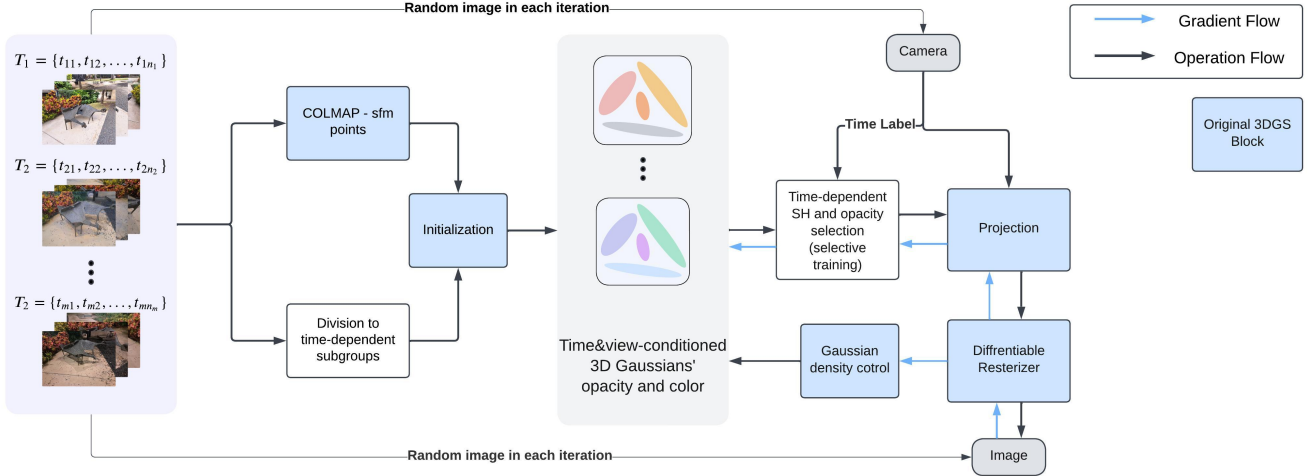 Random image in each iteration
T₁ = {t₁₁, t₁₂, . . . , t₁ₙ₁}
T₂ = {t₂₁, t₂₂, . . . , t₂ₙ₂}
T₂ = {tₘ₁, tₘ₂, . . . , tₘₙₘ}
COLMAP - sfm
points
Initialization
Division to
time-dependent
subgroups
Time&view-conditioned
3D Gaussians'
opacity and color
Camera
Time Label
Time-dependent
SH and opacity
selection
(selective
training)
Projection
Gaussian
density cotrol
Diffrentiable
Resterizer
Image
Random image in each iteration
Gradient Flow
Operation Flow
Original 3DGS
Block